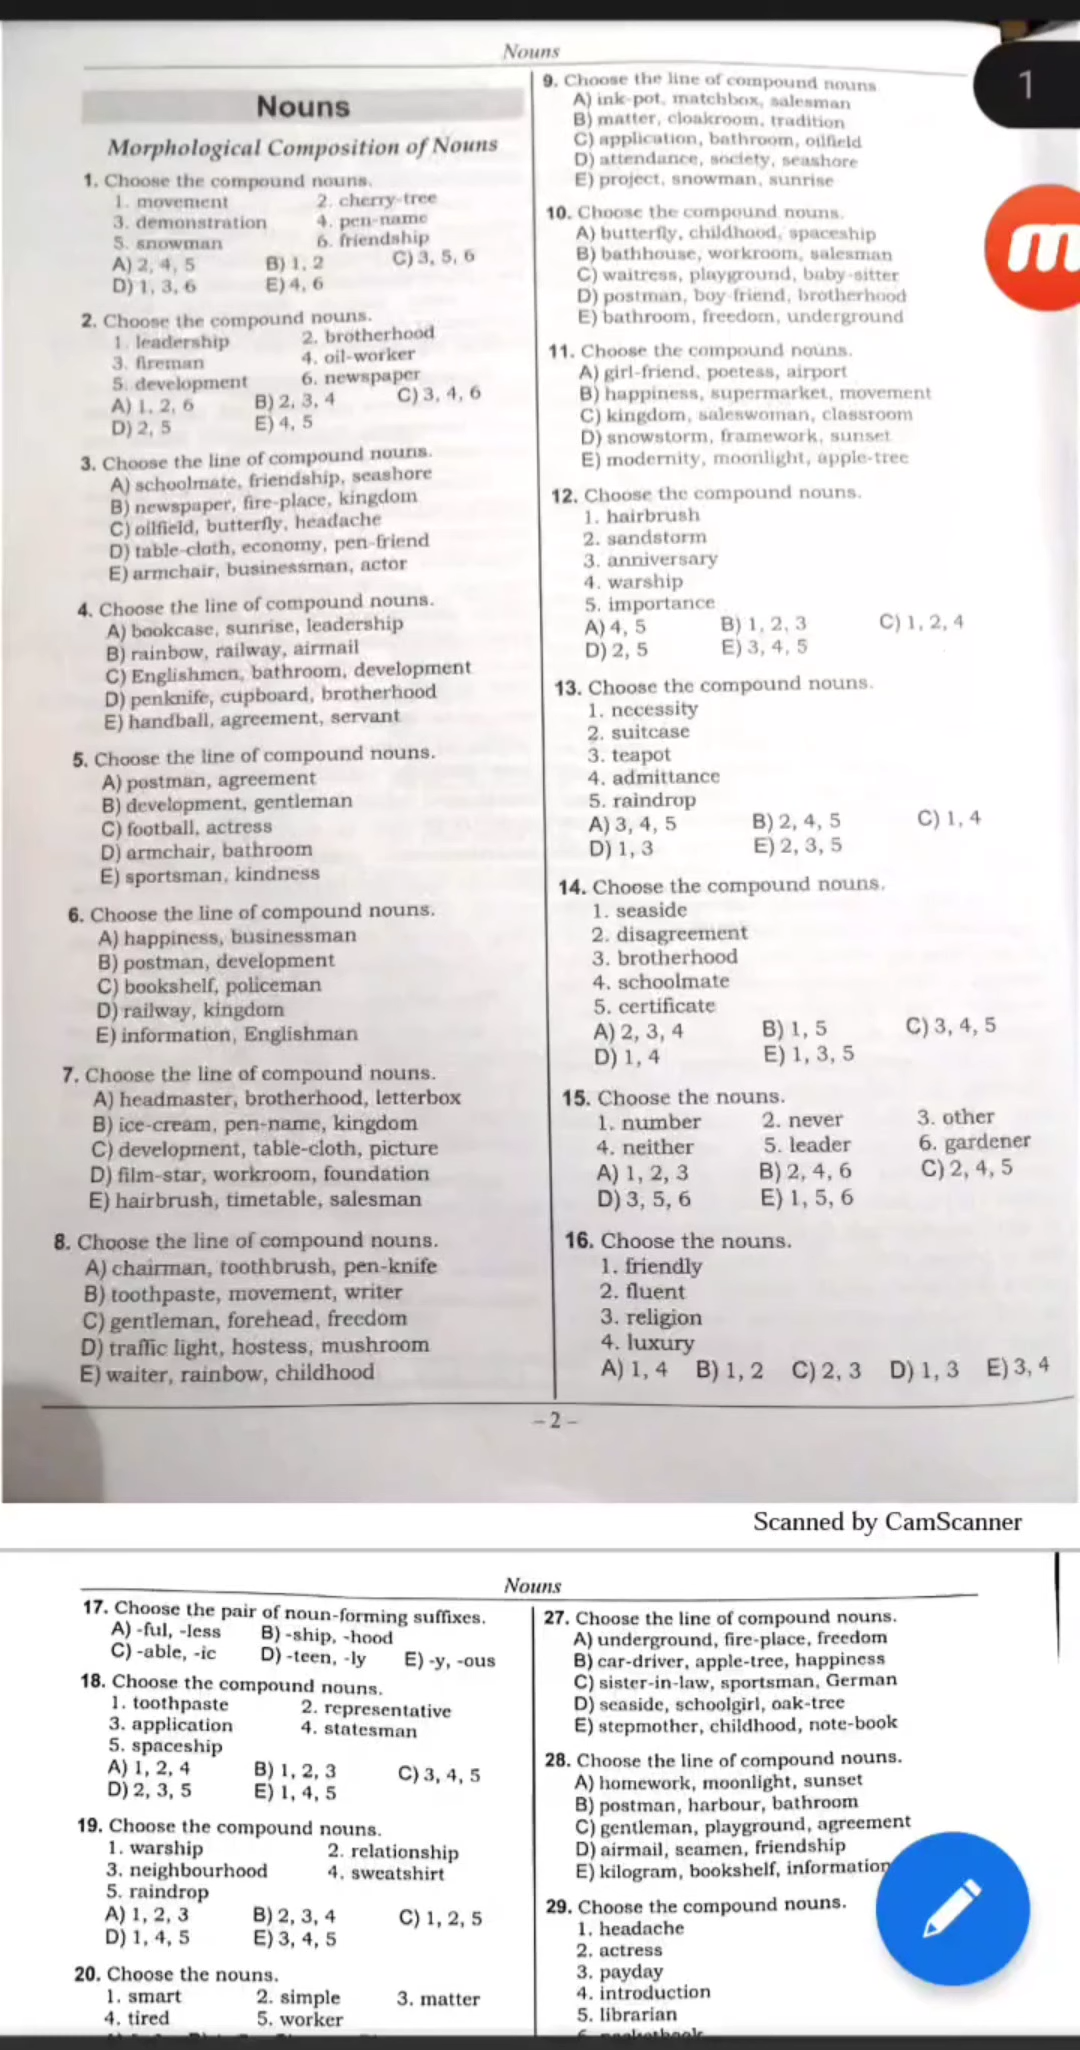 Nouns
1
Nouns
Morphological Composition of Nouns
1. Choose the compound nouns.
1. movement 2. cherry-tree
3. demonstration 4. pen-name
5. snowman 6. friendship
A) 2, 4, 5 B) 1, 2 C) 3, 5, 6
D) 1, 3, 6 E) 4, 6
2. Choose the compound nouns.
1. leadership 2. brotherhood
3. fireman 4. oil-worker
5. development 6. newspaper
A) 1, 2, 6 B) 2, 3, 4 C) 3, 4, 6
D) 2, 5 E) 4, 5
3. Choose the line of compound nouns.
A) schoolmate, friendship, seashore
B) newspaper, fire-place, kingdom
C) oilfield, butterfly, headache
D) table-cloth, economy, pen-friend
E) armchair, businessman, actor
4. Choose the line of compound nouns.
A) bookcase, sunrise, leadership
B) rainbow, railway, airmail
C) Englishmen, bathroom, development
D) penknife, cupboard, brotherhood
E) handball, agreement, servant
5. Choose the line of compound nouns.
A) postman, agreement
B) development, gentleman
C) football, actress
D) armchair, bathroom
E) sportsman, kindness
6. Choose the line of compound nouns.
A) happiness, businessman
B) postman, development
C) bookshelf, policeman
D) railway, kingdom
E) information, Englishman
7. Choose the line of compound nouns.
A) headmaster, brotherhood, letterbox
B) ice-cream, pen-name, kingdom
C) development, table-cloth, picture
D) film-star, workroom, foundation
E) hairbrush, timetable, salesman
8. Choose the line of compound nouns.
A) chairman, toothbrush, pen-knife
B) toothpaste, movement, writer
C) gentleman, forehead, freedom
D) traffic light, hostess, mushroom
E) waiter, rainbow, childhood
9. Choose the line of compound nouns
A) ink-pot, matchbox, salesman
B) matter, cloakroom, tradition
C) application, bathroom, oilfield
D) attendance, society, seashore
E) project, snowman, sunrise
10. Choose the compound nouns.
A) butterfly, childhood, spaceship
B) bathhouse, workroom, salesman
C) waitress, playground, baby-sitter
D) postman, boy-friend, brotherhood
E) bathroom, freedom, underground
11. Choose the compound nouns.
A) girl-friend, poetess, airport
B) happiness, supermarket, movement
C) kingdom, saleswoman, classroom
D) snowstorm, framework, sunset
E) modernity, moonlight, apple-tree
12. Choose the compound nouns.
1. hairbrush
2. sandstorm
3. anniversary
4. warship
5. importance
A) 4, 5 B) 1, 2, 3 C) 1, 2, 4
D) 2, 5 E) 3, 4, 5
13. Choose the compound nouns.
1. necessity
2. suitcase
3. teapot
4. admittance
5. raindrop
A) 3, 4, 5 B) 2, 4, 5 C) 1, 4
D) 1, 3 E) 2, 3, 5
14. Choose the compound nouns.
1. seaside
2. disagreement
3. brotherhood
4. schoolmate
5. certificate
A) 2, 3, 4 B) 1, 5 C) 3, 4, 5
D) 1, 4 E) 1, 3, 5
15. Choose the nouns.
1. number 2. never 3. other
4. neither 5. leader 6. gardener
A) 1, 2, 3 B) 2, 4, 6 C) 2, 4, 5
D) 3, 5, 6 E) 1, 5, 6
16. Choose the nouns.
1. friendly
2. fluent
3. religion
4. luxury
A) 1, 4 B) 1, 2 C) 2, 3 D) 1, 3 E) 3, 4
- 2 -
Scanned by CamScanner
Nouns
17. Choose the pair of noun-forming suffixes.
A) -ful, -less B) -ship, -hood
C) -able, -ic D) -teen, -ly E) -y, -ous
18. Choose the compound nouns.
1. toothpaste 2. representative
3. application 4. statesman
5. spaceship
A) 1, 2, 4 B) 1, 2, 3 C) 3, 4, 5
D) 2, 3, 5 E) 1, 4, 5
19. Choose the compound nouns.
1. warship 2. relationship
3. neighbourhood 4. sweatshirt
5. raindrop
A) 1, 2, 3 B) 2, 3, 4 C) 1, 2, 5
D) 1, 4, 5 E) 3, 4, 5
20. Choose the nouns.
1. smart 2. simple 3. matter
4. tired 5. worker
27. Choose the line of compound nouns.
A) underground, fire-place, freedom
B) car-driver, apple-tree, happiness
C) sister-in-law, sportsman, German
D) seaside, schoolgirl, oak-tree
E) stepmother, childhood, note-book
28. Choose the line of compound nouns.
A) homework, moonlight, sunset
B) postman, harbour, bathroom
C) gentleman, playground, agreement
D) airmail, seamen, friendship
E) kilogram, bookshelf, information
29. Choose the compound nouns.
1. headache
2. actress
3. payday
4. introduction
5. librarian